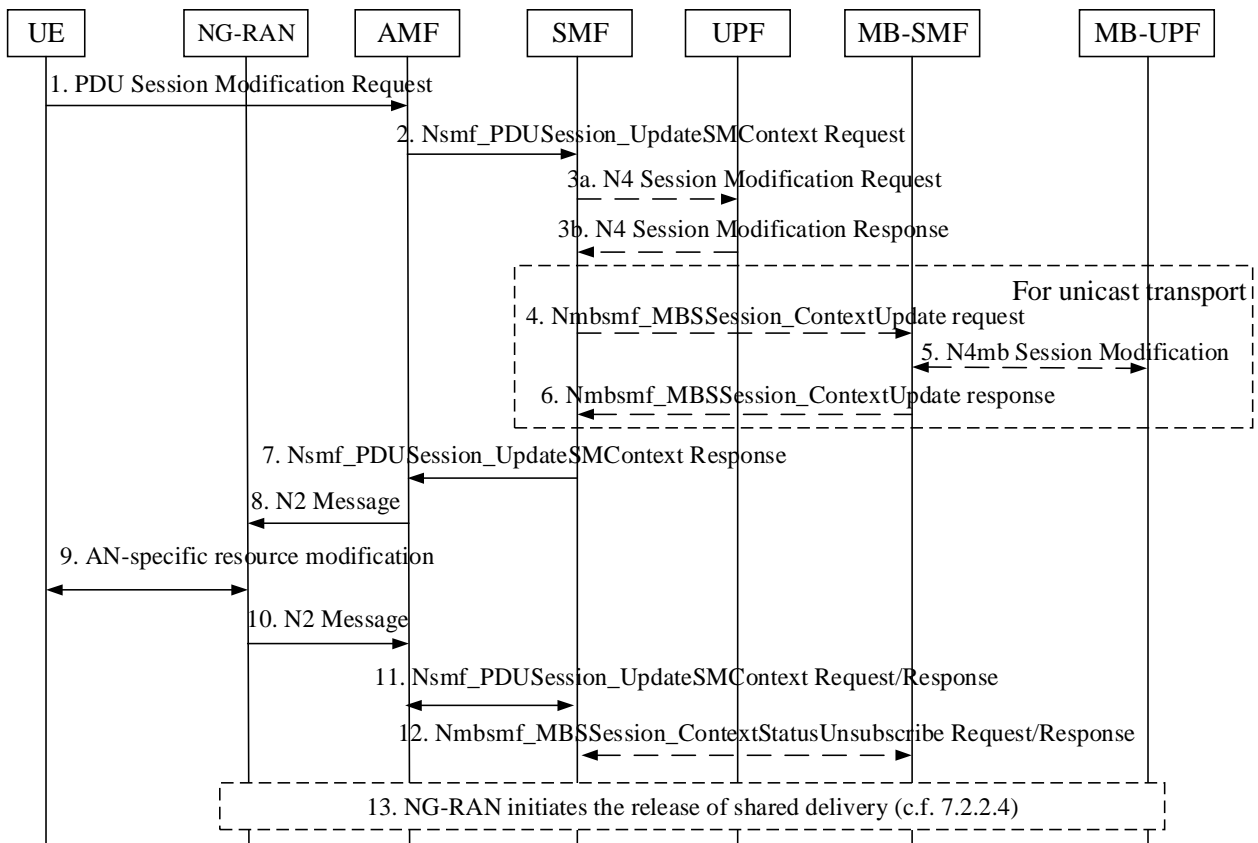 UE NG-RAN AMF SMF UPF MB-SMF MB-UPF
1. PDU Session Modification Request
2. Nsmf_PDUSession_UpdateSMContext Request
3a. N4 Session Modification Request
3b. N4 Session Modification Response
For unicast transport
4. Nmbsmf_MBSSession_ContextUpdate request
5. N4mb Session Modification
6. Nmbsmf_MBSSession_ContextUpdate response
7. Nsmf_PDUSession_UpdateSMContext Response
8. N2 Message
9. AN-specific resource modification
10. N2 Message
11. Nsmf_PDUSession_UpdateSMContext Request/Response
12. Nmbsmf_MBSSession_ContextStatusUnsubscribe Request/Response
13. NG-RAN initiates the release of shared delivery (c.f. 7.2.2.4)